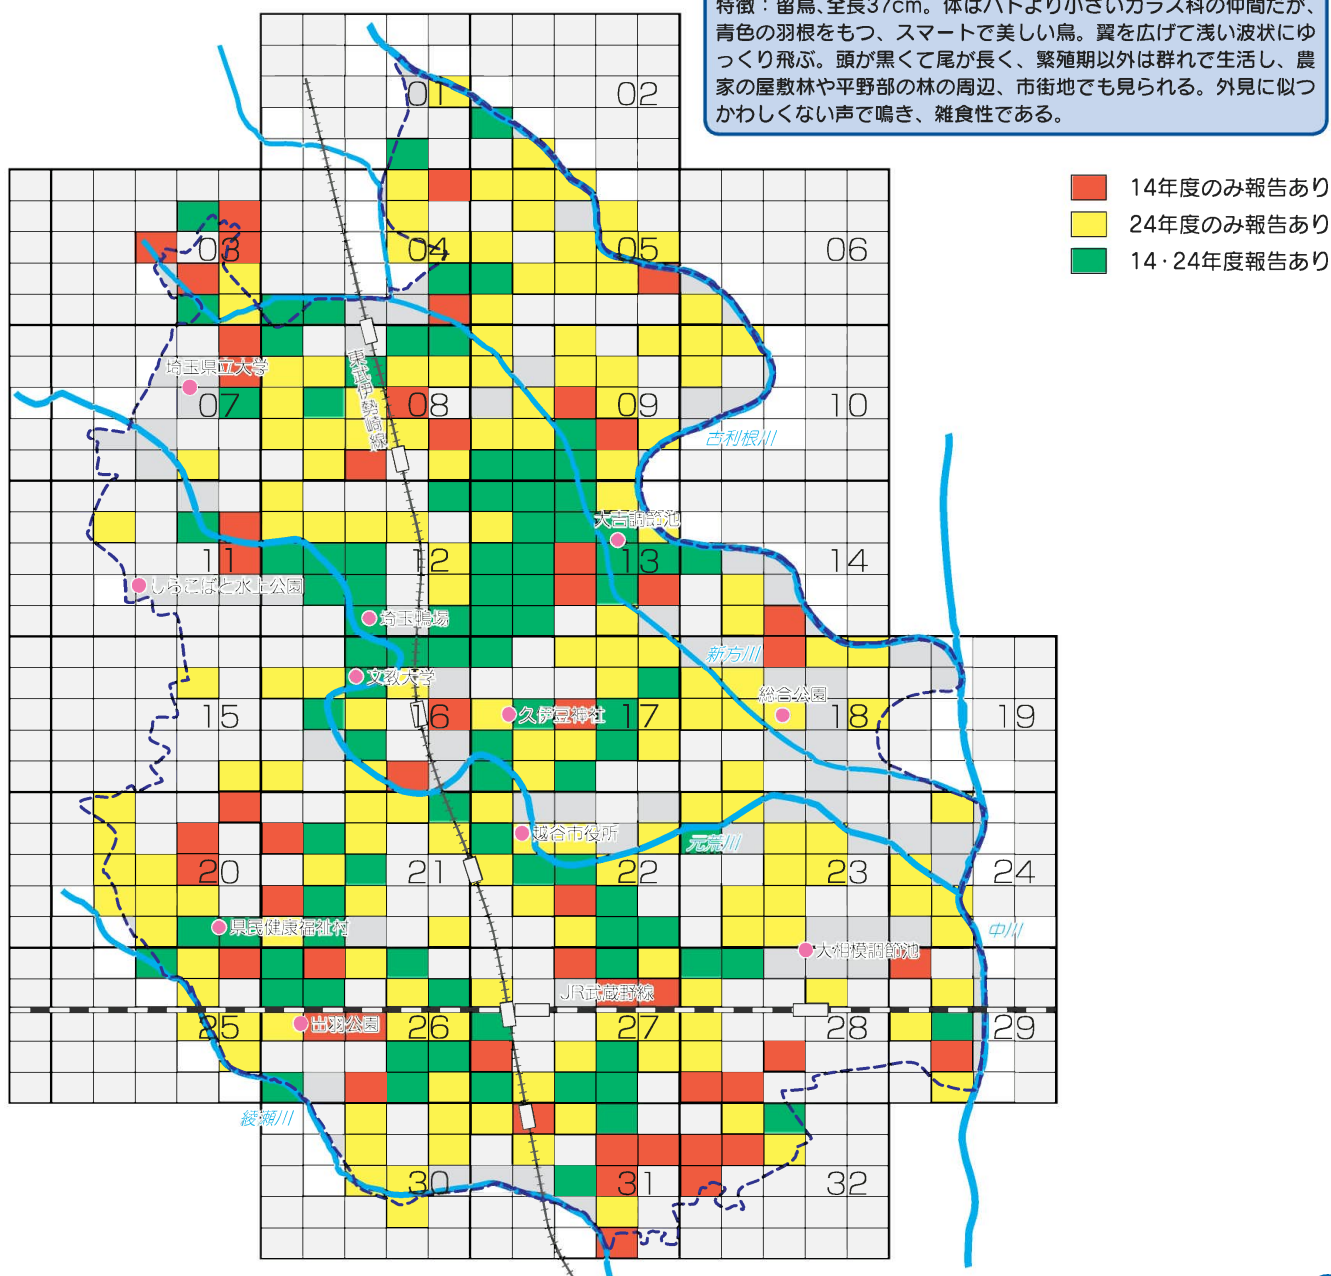 特徴：留鳥、全長37cm。体はハトより小さいカラス科の仲間だが、
青色の羽根をもつ、スマートで美しい鳥。翼を広げて浅い波状にゆ
っくり飛ぶ。頭が黒くて尾が長く、繁殖期以外は群れで生活し、農
家の屋敷林や平野部の林の周辺、市街地でも見られる。外見に似つ
かわしくない声で鳴き、雑食性である。
14年度のみ報告あり
24年度のみ報告あり
14・24年度報告あり
01
02
03
04
05
06
東武伊勢崎線
埼玉県立大学
07
08
09
10
古利根川
大吉調節池
11
12
13
14
しらこばと水上公園
埼玉鴨場
新方川
文教大学
総合公園
15
16
久伊豆神社
17
18
19
越谷市役所
元荒川
20
21
22
23
24
県民健康福祉村
中川
大相模調節池
JR武蔵野線
出羽公園
25
26
27
28
29
綾瀬川
30
31
32